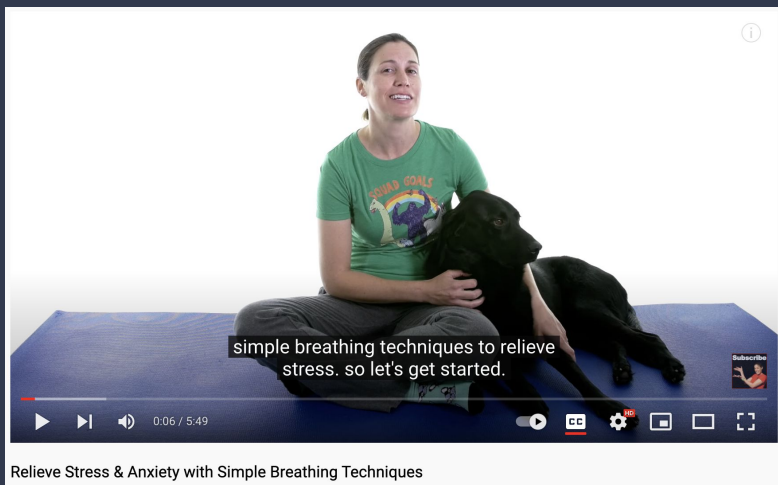 SQUAD GOALS
simple breathing techniques to relieve
stress. so let's get started.
Subscribe
0:06 / 5:49
CC
HD
Relieve Stress & Anxiety with Simple Breathing Techniques